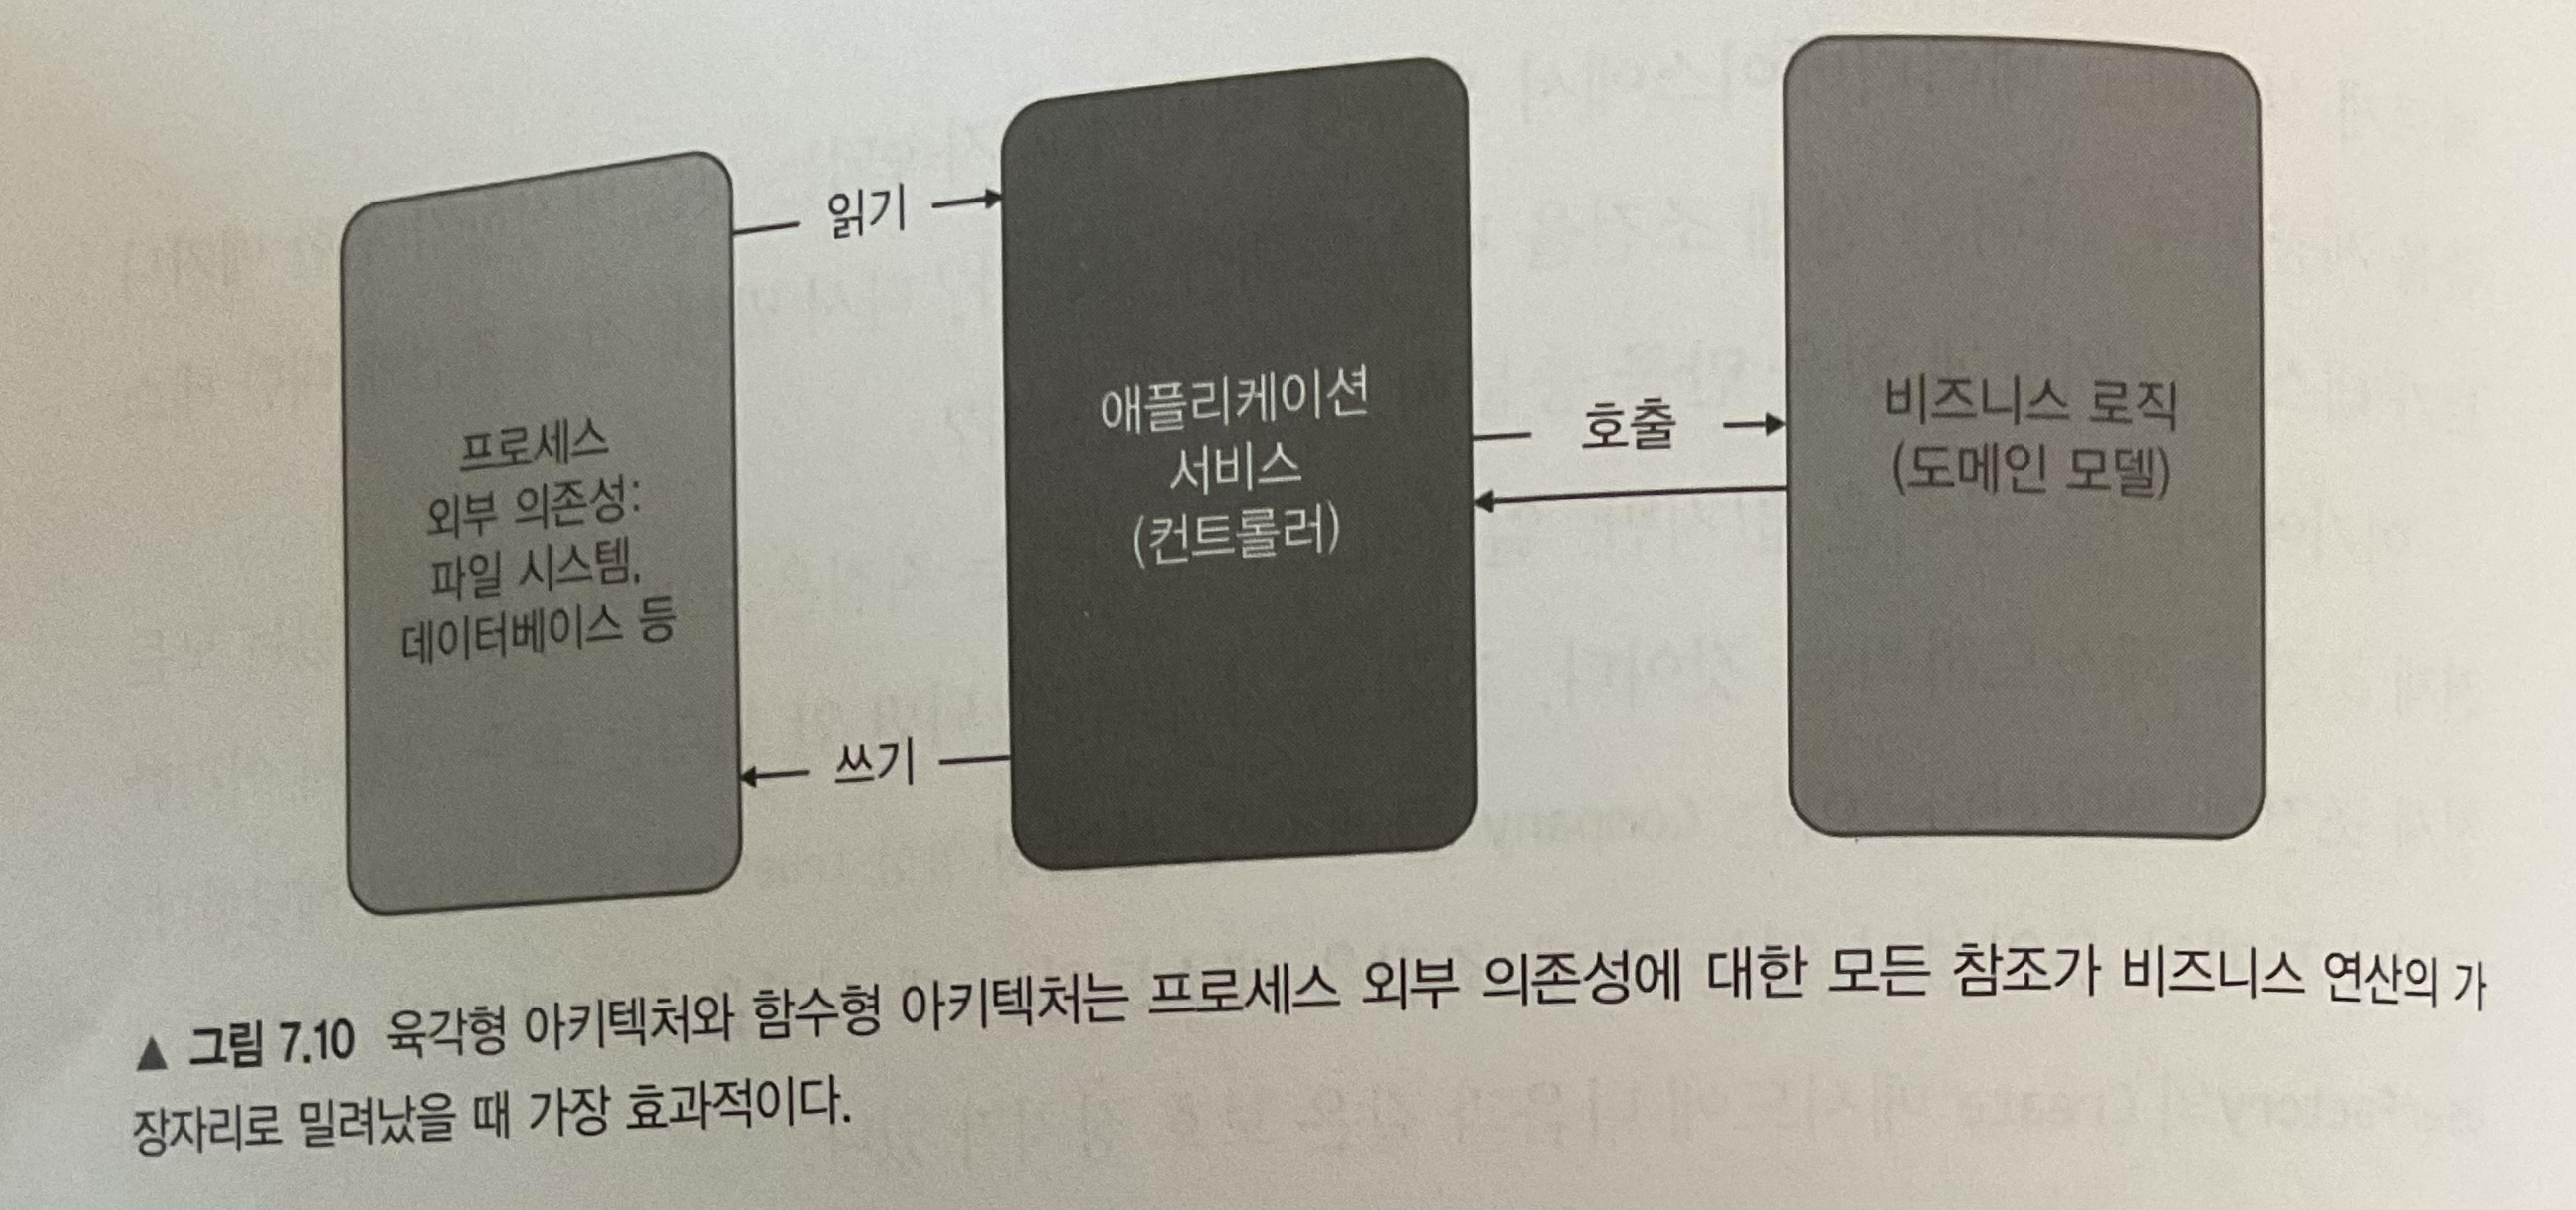 읽기
애플리케이션
서비스
(컨트롤러)
호출
비즈니스 로직
(도메인 모델)
프로세스
외부 의존성:
파일 시스템,
데이터베이스 등
쓰기
▲ 그림 7.10 육각형 아키텍처와 함수형 아키텍처는 프로세스 외부 의존성에 대한 모든 참조가 비즈니스 연산의 가
장자리로 밀려났을 때 가장 효과적이다.